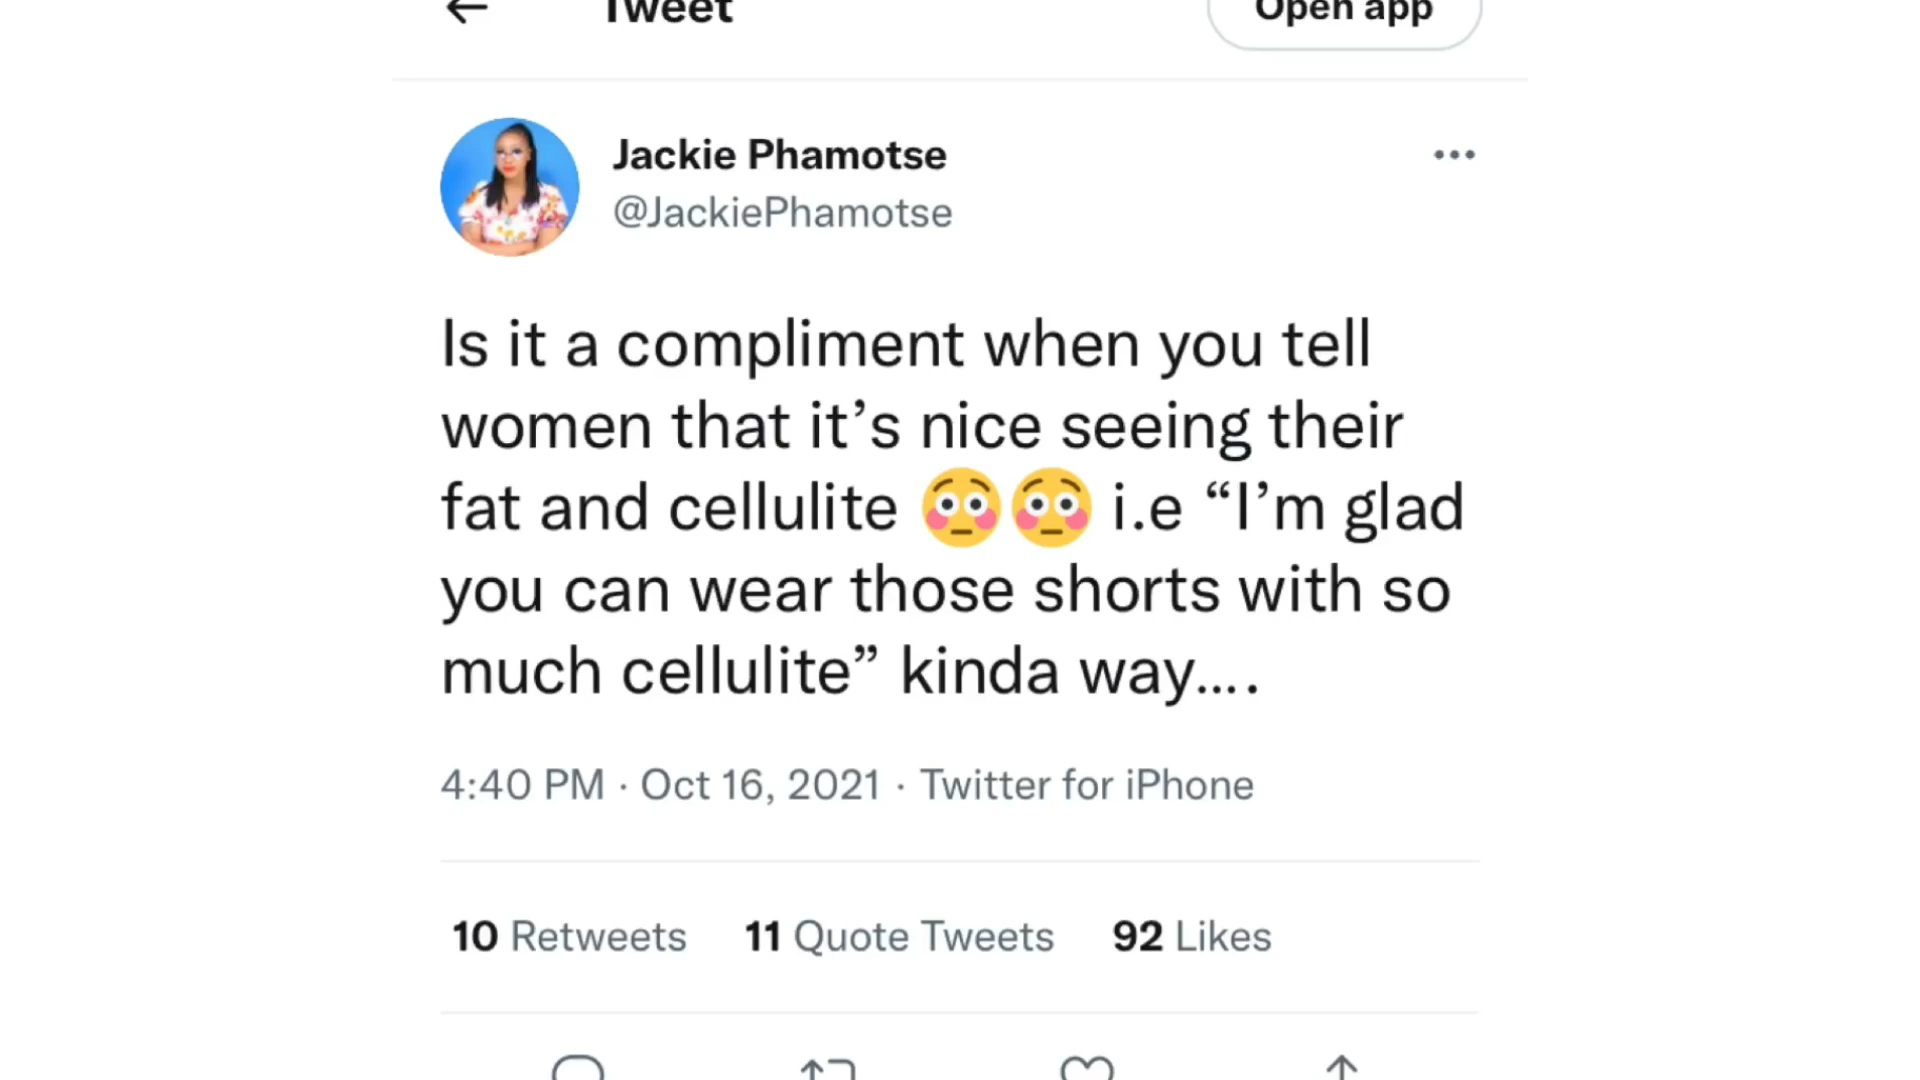 Tweet
Open app
Jackie Phamotse
@JackiePhamotse
Is it a compliment when you tell
women that it’s nice seeing their
fat and cellulite 😳😳 i.e “I’m glad
you can wear those shorts with so
much cellulite” kinda way....
4:40 PM · Oct 16, 2021 · Twitter for iPhone
10 Retweets 11 Quote Tweets 92 Likes